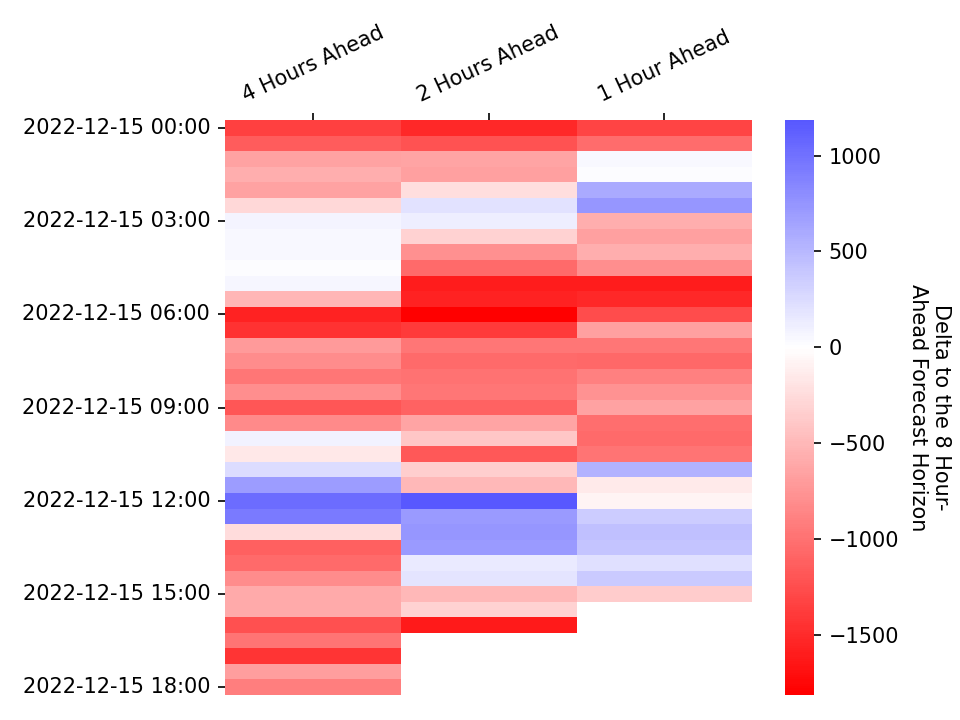 4 Hours Ahead
2 Hours Ahead
1 Hour Ahead
2022-12-15 00:00
2022-12-15 03:00
2022-12-15 06:00
2022-12-15 09:00
2022-12-15 12:00
2022-12-15 15:00
2022-12-15 18:00
1000
500
0
−500
−1000
−1500
Delta to the 8 Hour-
Ahead Forecast Horizon